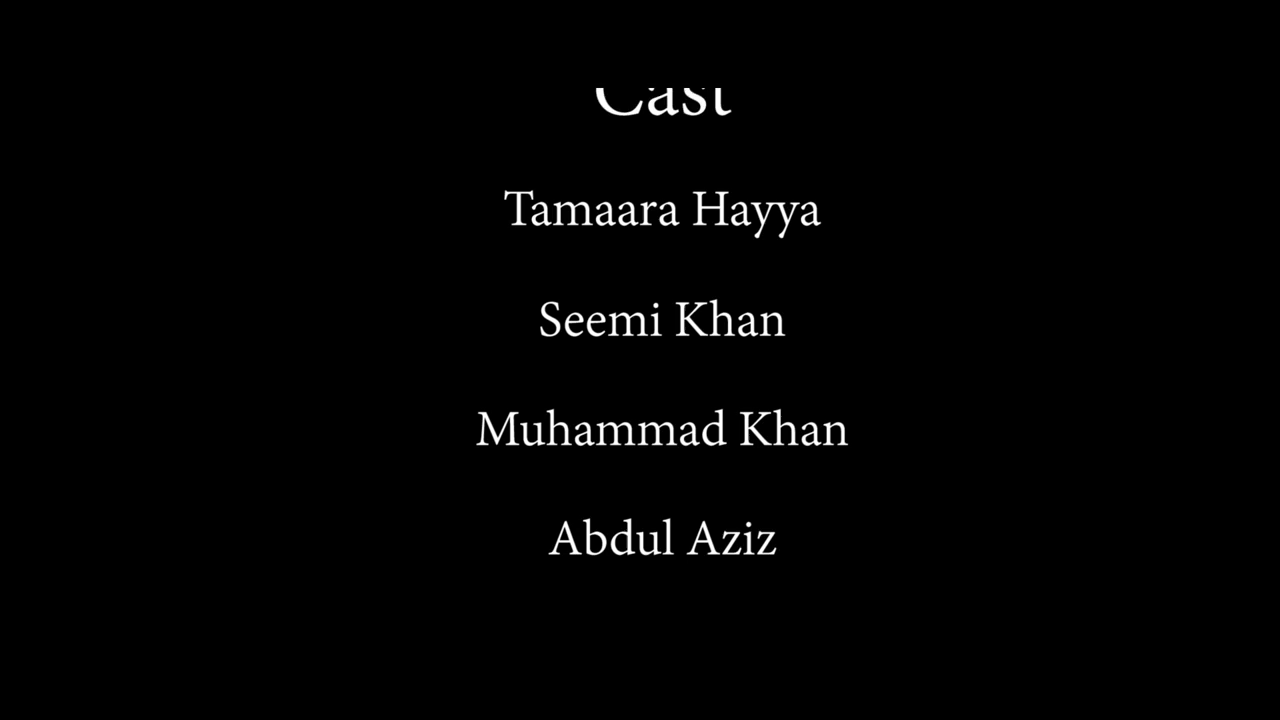 Cast
Tamaara Hayya
Seemi Khan
Muhammad Khan
Abdul Aziz